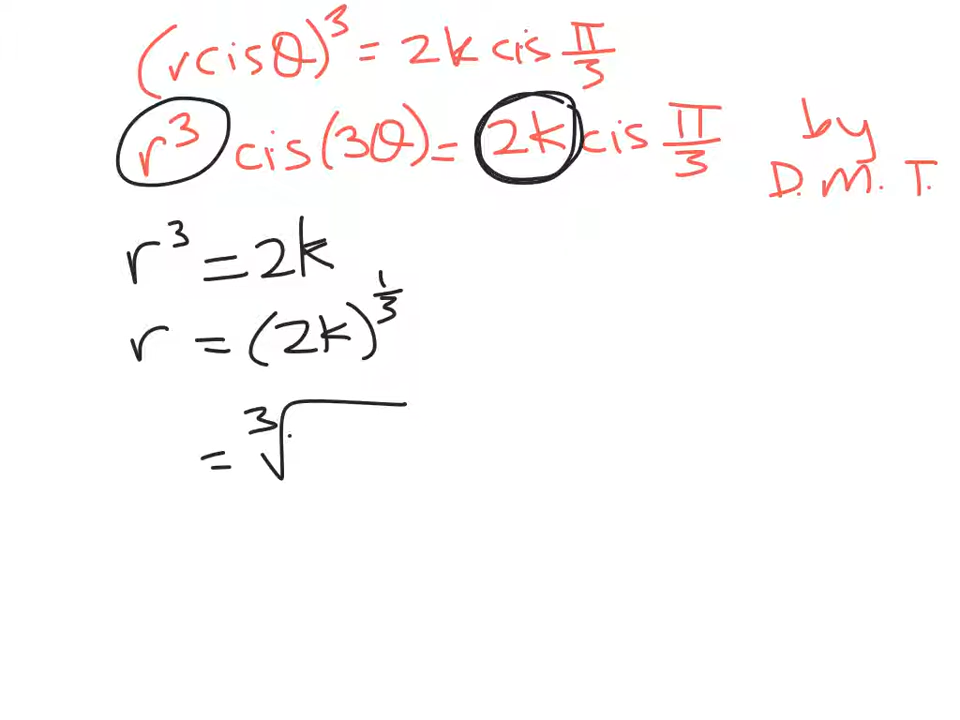 (rcisθ)³ = 2k cis π/3
r³ cis(3θ) = 2k cis π/3 by D.M.T.
r³ = 2k
r = (2k)^(1/3)
= ³√